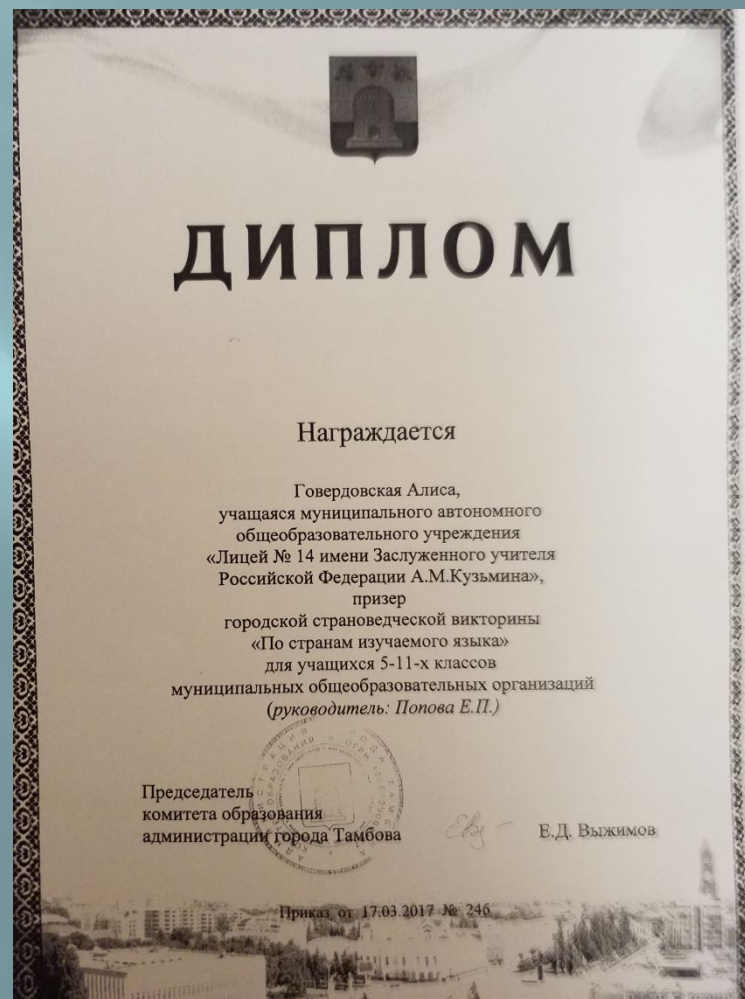 ДИПЛОМ
Награждается
Говердовская Алиса,
учащаяся муниципального автономного
общеобразовательного учреждения
«Лицей № 14 имени Заслуженного учителя
Российской Федерации А.М.Кузьмина»,
призер
городской страноведческой викторины
«По странам изучаемого языка»
для учащихся 5-11-х классов
муниципальных общеобразовательных организаций
(руководитель: Попова Е.П.)
Председатель
комитета образования
администрации города Тамбова Е.Д. Выжимов
Приказ от 17.03.2017 № 246